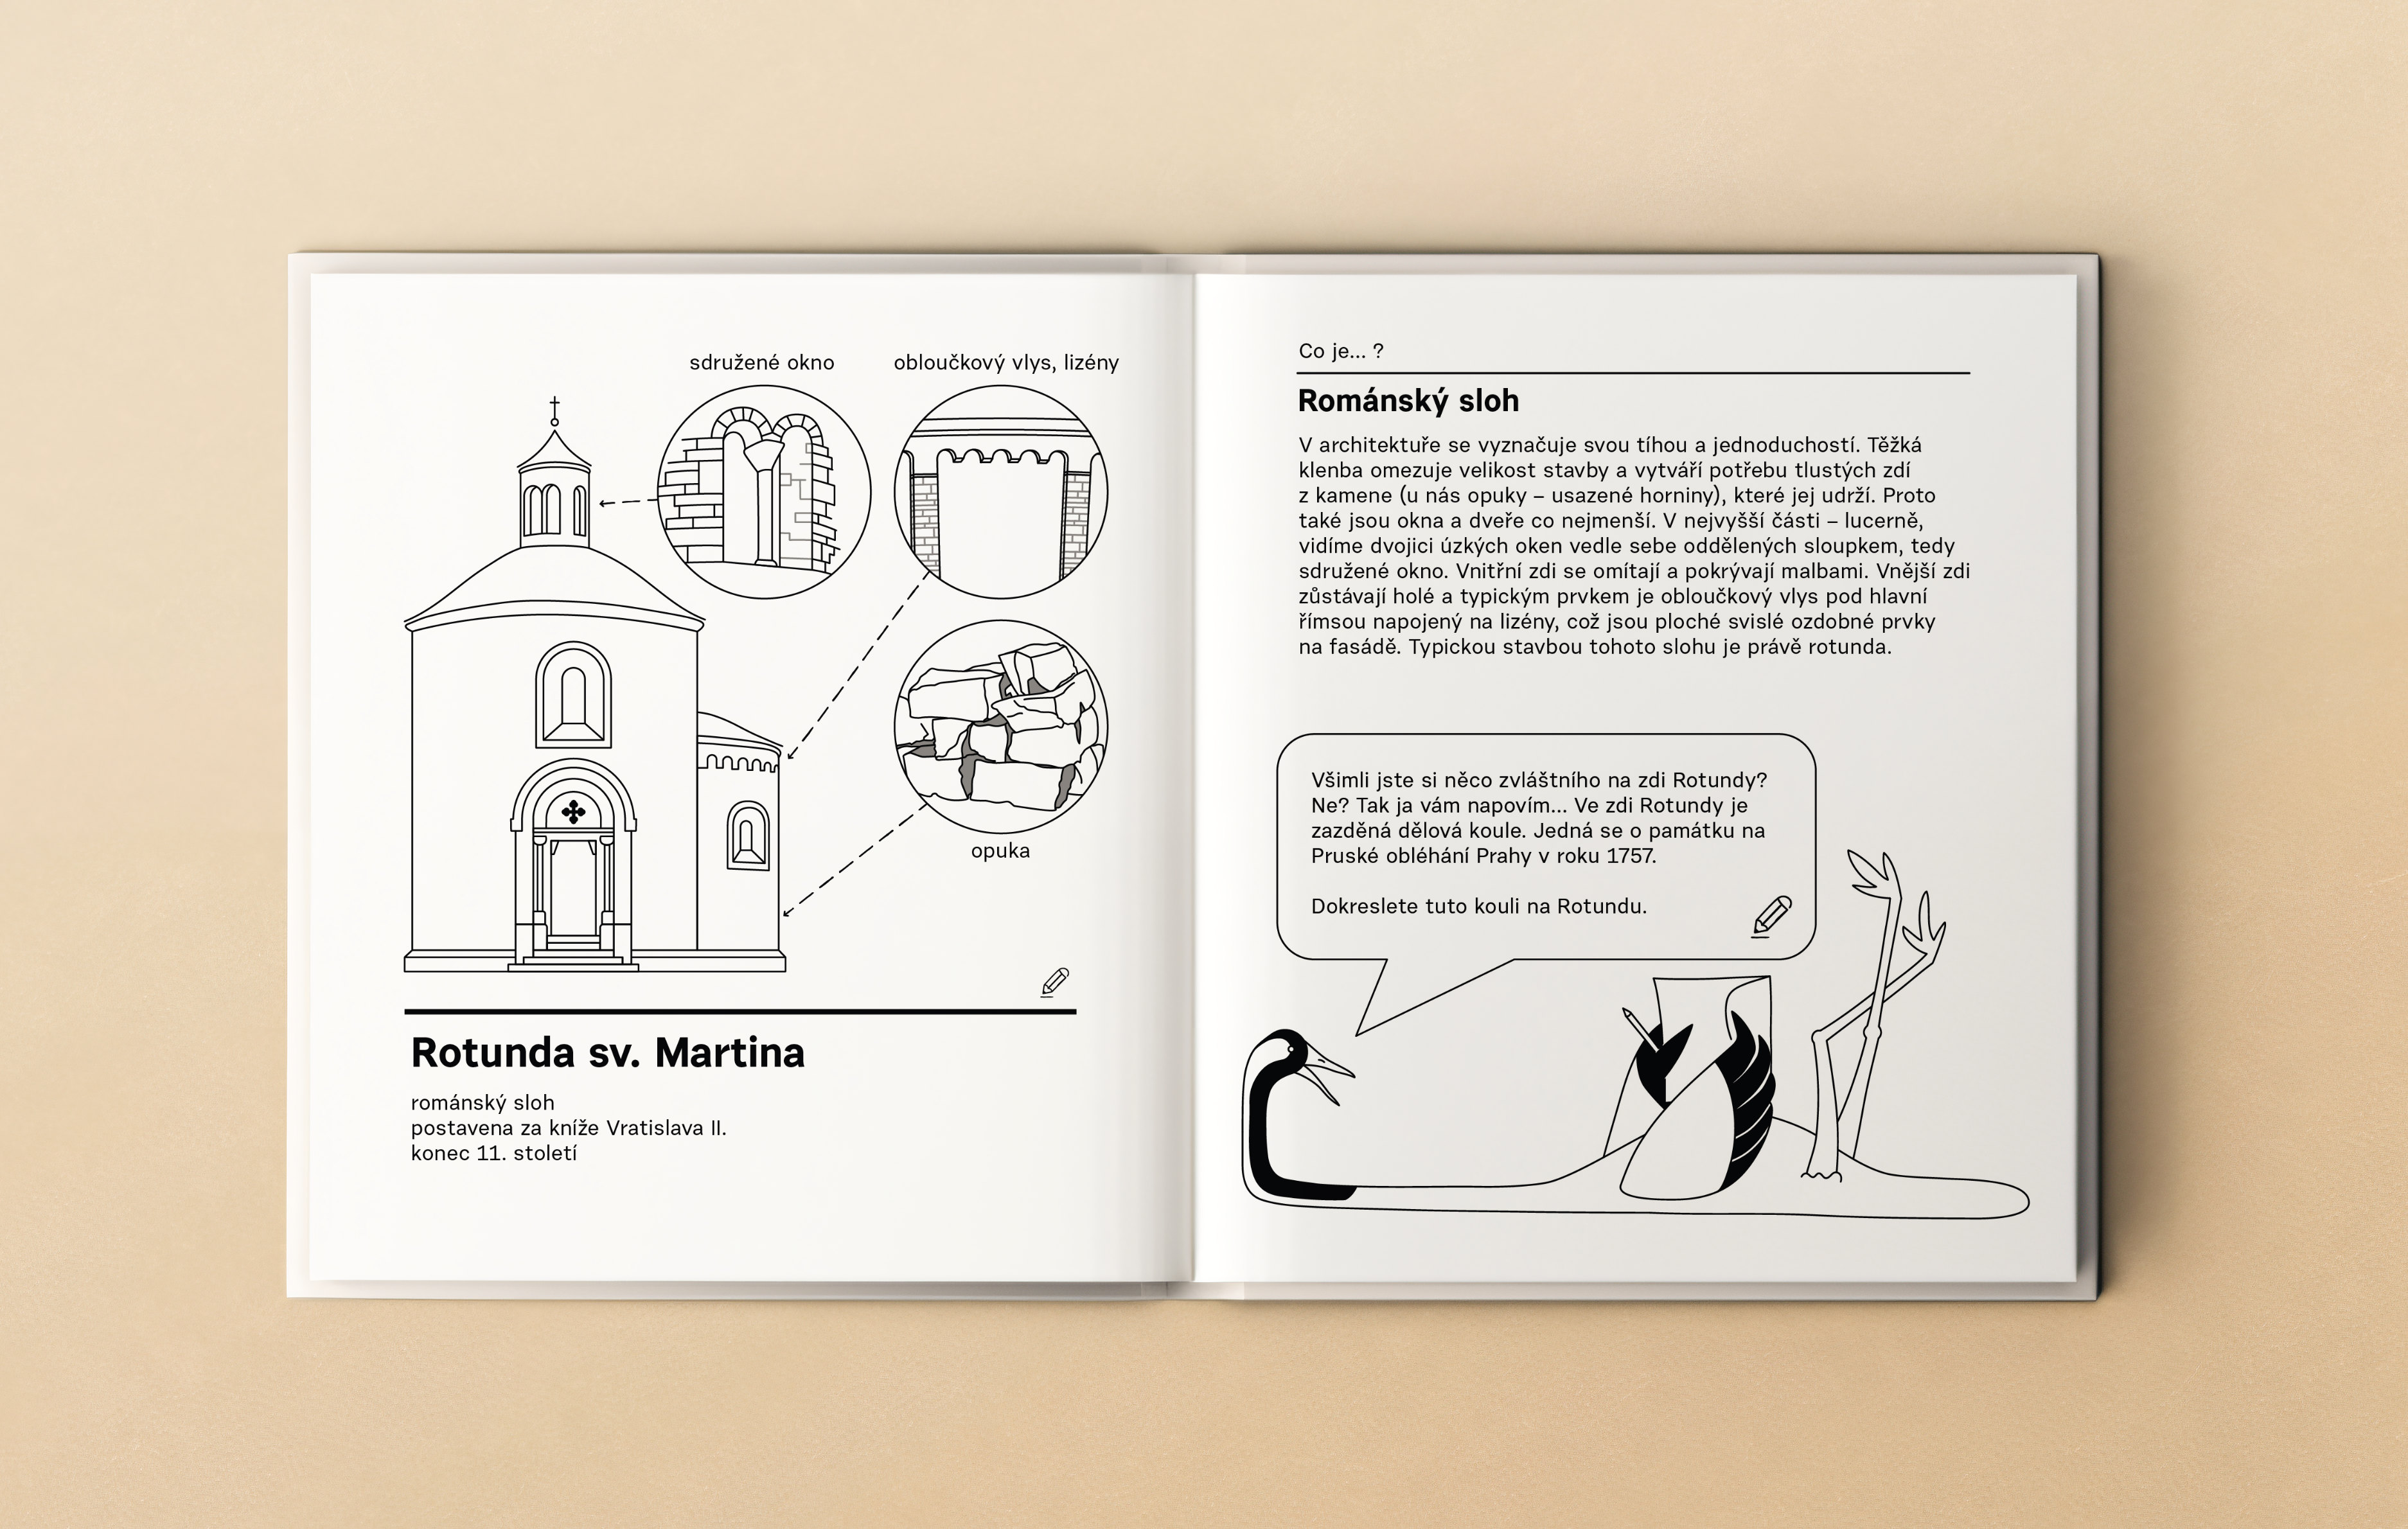 sdružené okno
obloučkový vlys, lizény
opuka
Rotunda sv. Martina
románský sloh
postavena za kníže Vratislava II.
konec 11. století
Co je... ?
Románský sloh
V architektuře se vyznačuje svou tíhou a jednoduchostí. Těžká
klenba omezuje velikost stavby a vytváří potřebu tlustých zdí
z kamene (u nás opuky – usazené horniny), které jej udrží. Proto
také jsou okna a dveře co nejmenší. V nejvyšší části – lucerně,
vidíme dvojici úzkých oken vedle sebe oddělených sloupkem, tedy
sdružené okno. Vnitřní zdi se omítají a pokrývají malbami. Vnější zdi
zůstávají holé a typickým prvkem je obloučkový vlys pod hlavní
římsou napojený na lizény, což jsou ploché svislé ozdobné prvky
na fasádě. Typickou stavbou tohoto slohu je právě rotunda.
Všimli jste si něco zvláštního na zdi Rotundy?
Ne? Tak ja vám napovím... Ve zdi Rotundy je
zazděná dělová koule. Jedná se o památku na
Pruské obléhání Prahy v roku 1757.
Dokreslete tuto kouli na Rotundu.